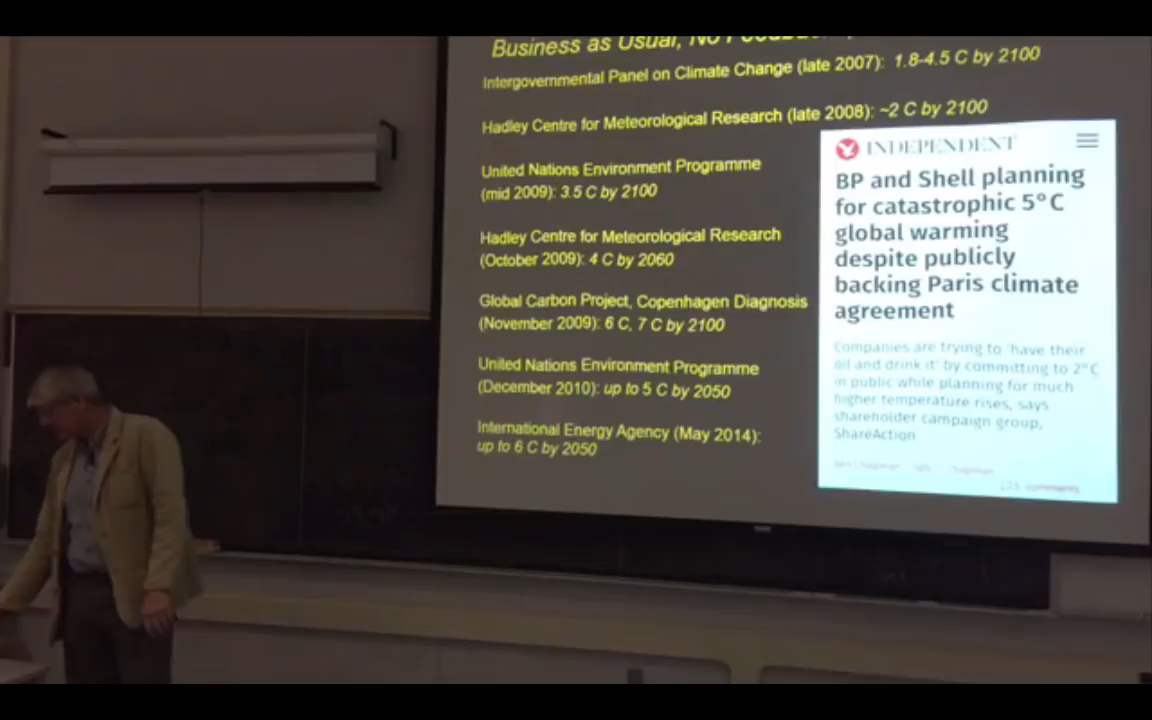 Business as Usual, No
Intergovernmental Panel on Climate Change (late 2007): 1.8-4.5 C by 2100
Hadley Centre for Meteorological Research (late 2008): ~2 C by 2100
United Nations Environment Programme
(mid 2009): 3.5 C by 2100
Hadley Centre for Meteorological Research
(October 2009): 4 C by 2060
Global Carbon Project, Copenhagen Diagnosis
(November 2009): 6 C, 7 C by 2100
United Nations Environment Programme
(December 2010): up to 5 C by 2050
International Energy Agency (May 2014):
up to 6 C by 2050
INDEPENDENT
BP and Shell planning
for catastrophic 5°C
global warming
despite publicly
backing Paris climate
agreement
Companies are trying to 'have their
oil and drink it' by committing to 2°C
in public while planning for much
higher temperature rises, says
shareholder campaign group,
ShareAction
comments